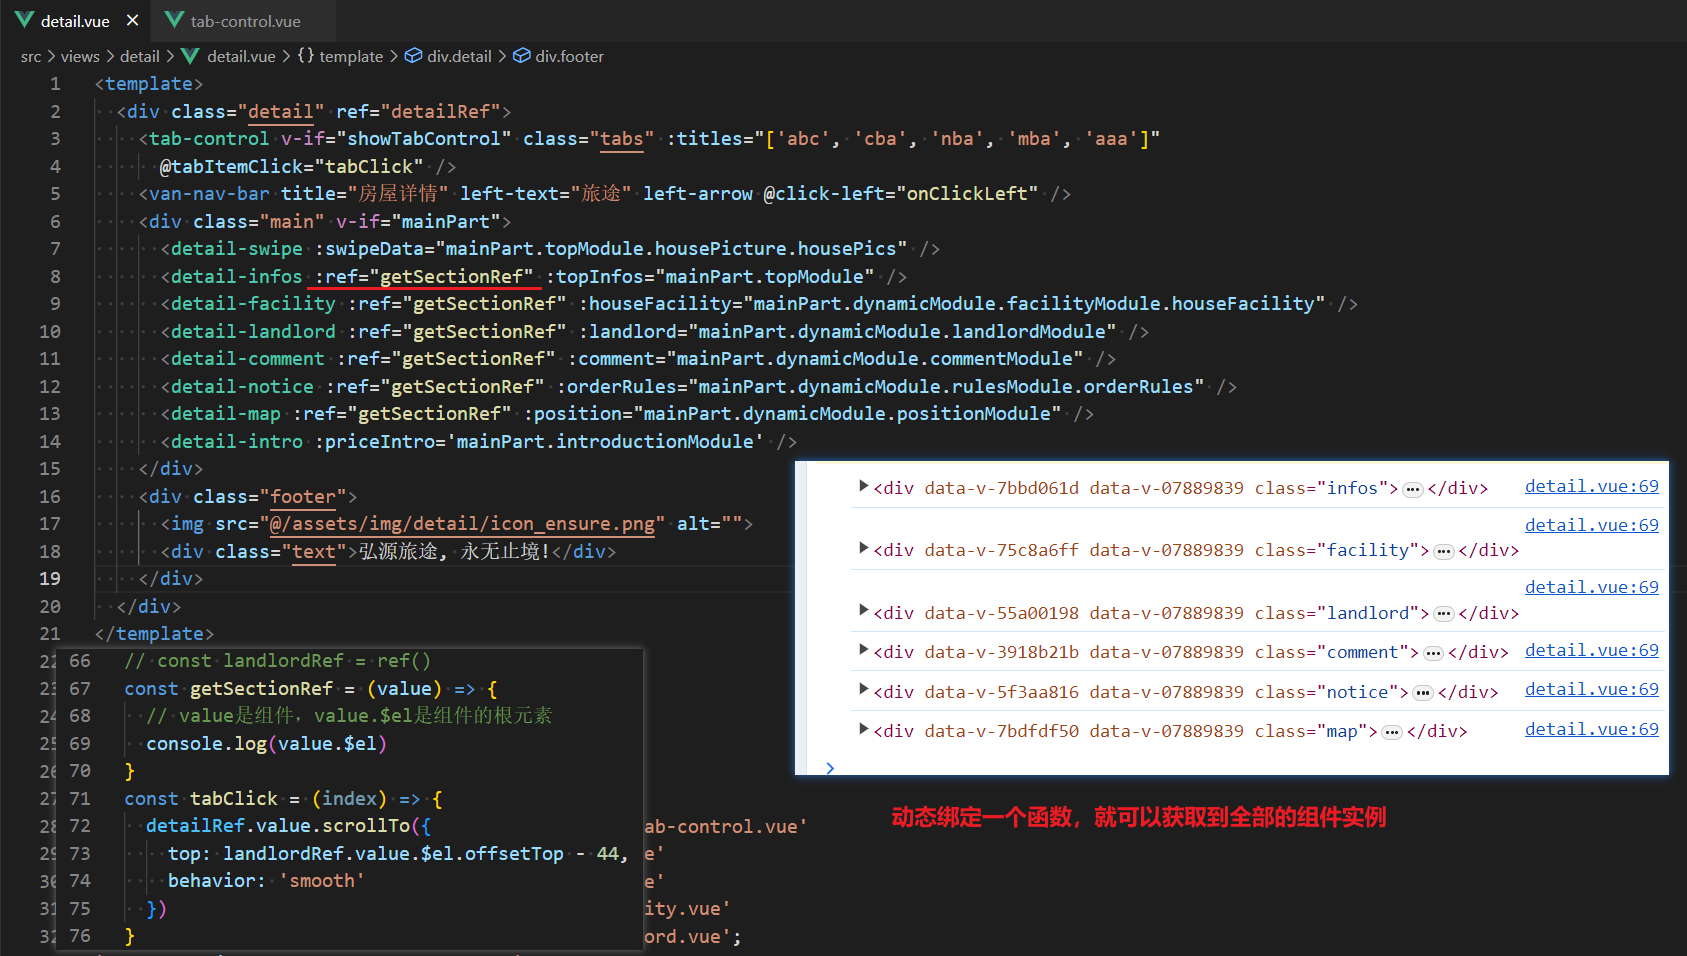 detail.vue
tab-control.vue
src > views > detail > detail.vue > {} template > div.detail > div.footer
1 <template>
2 <div class="detail" ref="detailRef">
3 <tab-control v-if="showTabControl" class="tabs" :titles="['abc', 'cba', 'nba', 'mba', 'aaa']"
4 @tabItemClick="tabClick" />
5 <van-nav-bar title="房屋详情" left-text="旅途" left-arrow @click-left="onClickLeft" />
6 <div class="main" v-if="mainPart">
7 <detail-swipe :swipeData="mainPart.topModule.housePicture.housePics" />
8 <detail-infos :ref="getSectionRef" :topInfos="mainPart.topModule" />
9 <detail-facility :ref="getSectionRef" :houseFacility="mainPart.dynamicModule.facilityModule.houseFacility" />
10 <detail-landlord :ref="getSectionRef" :landlord="mainPart.dynamicModule.landlordModule" />
11 <detail-comment :ref="getSectionRef" :comment="mainPart.dynamicModule.commentModule" />
12 <detail-notice :ref="getSectionRef" :orderRules="mainPart.dynamicModule.rulesModule.orderRules" />
13 <detail-map :ref="getSectionRef" :position="mainPart.dynamicModule.positionModule" />
14 <detail-intro :priceIntro='mainPart.introductionModule' />
15 </div>
16 <div class="footer">
17 <img src="@/assets/img/detail/icon_ensure.png" alt="">
18 <div class="text">弘源旅途, 永无止境!</div>
19 </div>
20 </div>
21 </template>
22
23
24
25
26
27
28 ab-control.vue'
29 e'
30 e'
31 ity.vue'
32 ord.vue';
66 // const landlordRef = ref()
67 const getSectionRef = (value) => {
68 // value是组件，value.$el是组件的根元素
69 console.log(value.$el)
70 }
71 const tabClick = (index) => {
72 detailRef.value.scrollTo({
73 top: landlordRef.value.$el.offsetTop - 44,
74 behavior: 'smooth'
75 })
76 }
<div data-v-7bbd061d data-v-07889839 class="infos">…</div> detail.vue:69
detail.vue:69
<div data-v-75c8a6ff data-v-07889839 class="facility">…</div>
detail.vue:69
<div data-v-55a00198 data-v-07889839 class="landlord">…</div>
<div data-v-3918b21b data-v-07889839 class="comment">…</div> detail.vue:69
<div data-v-5f3aa816 data-v-07889839 class="notice">…</div> detail.vue:69
<div data-v-7bdfdf50 data-v-07889839 class="map">…</div> detail.vue:69
>
动态绑定一个函数，就可以获取到全部的组件实例